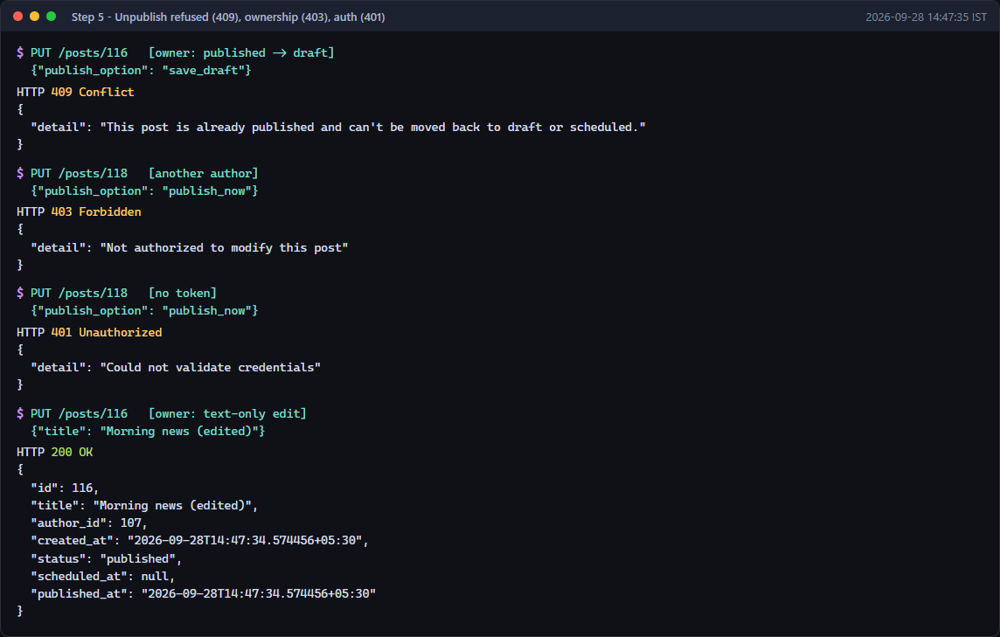 Step 5 - Unpublish refused (409), ownership (403), auth (401)
2026-09-28 14:47:35 IST
$ PUT /posts/116   [owner: published → draft]
  {"publish_option": "save_draft"}
HTTP 409 Conflict
{
  "detail": "This post is already published and can't be moved back to draft or scheduled."
}
$ PUT /posts/118   [another author]
  {"publish_option": "publish_now"}
HTTP 403 Forbidden
{
  "detail": "Not authorized to modify this post"
}
$ PUT /posts/118   [no token]
  {"publish_option": "publish_now"}
HTTP 401 Unauthorized
{
  "detail": "Could not validate credentials"
}
$ PUT /posts/116   [owner: text-only edit]
  {"title": "Morning news (edited)"}
HTTP 200 OK
{
  "id": 116,
  "title": "Morning news (edited)",
  "author_id": 107,
  "created_at": "2026-09-28T14:47:34.574456+05:30",
  "status": "published",
  "scheduled_at": null,
  "published_at": "2026-09-28T14:47:34.574456+05:30"
}